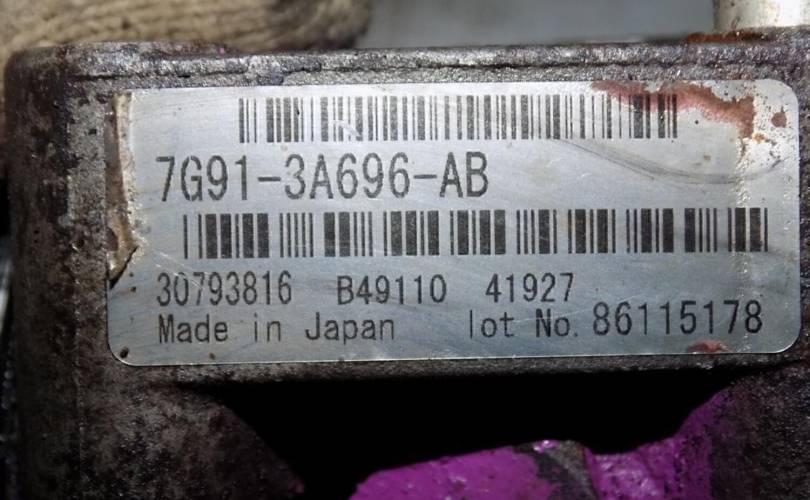 7G91-3A696-AB
30793816 B49110 41927
Made in Japan lot No. 86115178